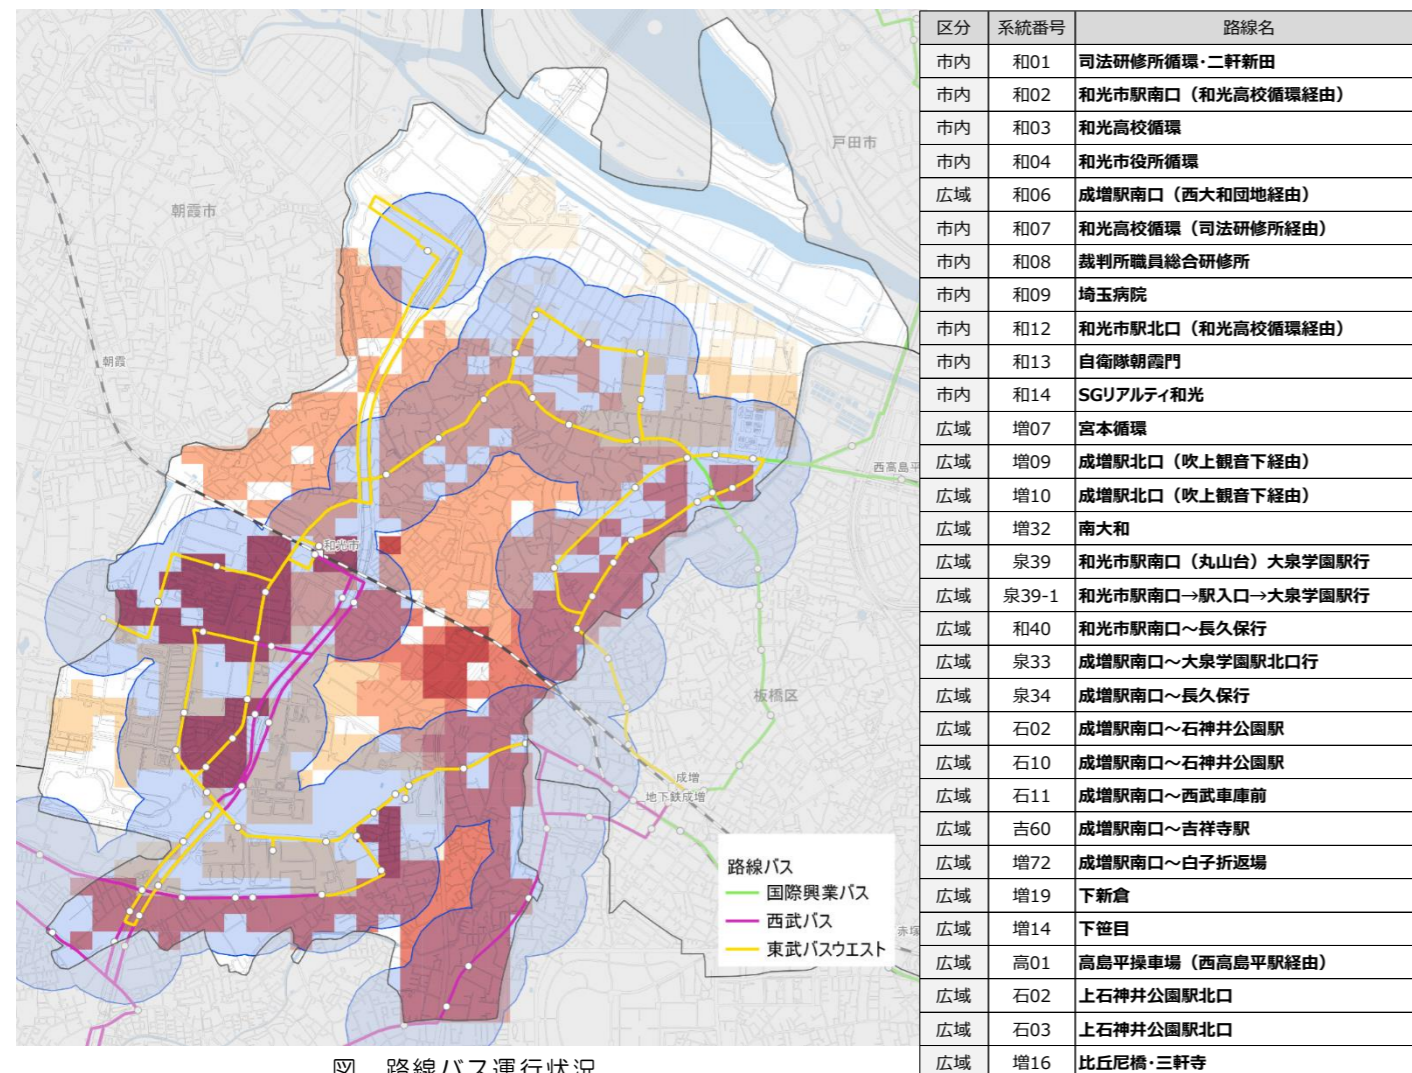 戸田市
朝霞市
朝霞
西高島平
和光市
板橋区
成増
地下鉄成増
赤塚
路線バス
国際興業バス
西武バス
東武バスウエスト
図 路線バス運行状況
区分 系統番号 路線名
市内 和01 司法研修所循環・二軒新田
市内 和02 和光市駅南口（和光高校循環経由）
市内 和03 和光高校循環
市内 和04 和光市役所循環
広域 和06 成増駅南口（西大和団地経由）
市内 和07 和光高校循環（司法研修所経由）
市内 和08 裁判所職員総合研修所
市内 和09 埼玉病院
市内 和12 和光市駅北口（和光高校循環経由）
市内 和13 自衛隊朝霞門
市内 和14 SGリアルティ和光
広域 増07 宮本循環
広域 増09 成増駅北口（吹上観音下経由）
広域 増10 成増駅北口（吹上観音下経由）
広域 増32 南大和
広域 泉39 和光市駅南口（丸山台）大泉学園駅行
広域 泉39-1 和光市駅南口→駅入口→大泉学園駅行
広域 和40 和光市駅南口～長久保行
広域 泉33 成増駅南口～大泉学園駅北口行
広域 泉34 成増駅南口～長久保行
広域 石02 成増駅南口～石神井公園駅
広域 石10 成増駅南口～石神井公園駅
広域 石11 成増駅南口～西武車庫前
広域 吉60 成増駅南口～吉祥寺駅
広域 増72 成増駅南口～白子折返場
広域 増19 下新倉
広域 増14 下笹目
広域 高01 高島平操車場（西高島平駅経由）
広域 石02 上石神井公園駅北口
広域 石03 上石神井公園駅北口
広域 増16 比丘尼橋・三軒寺